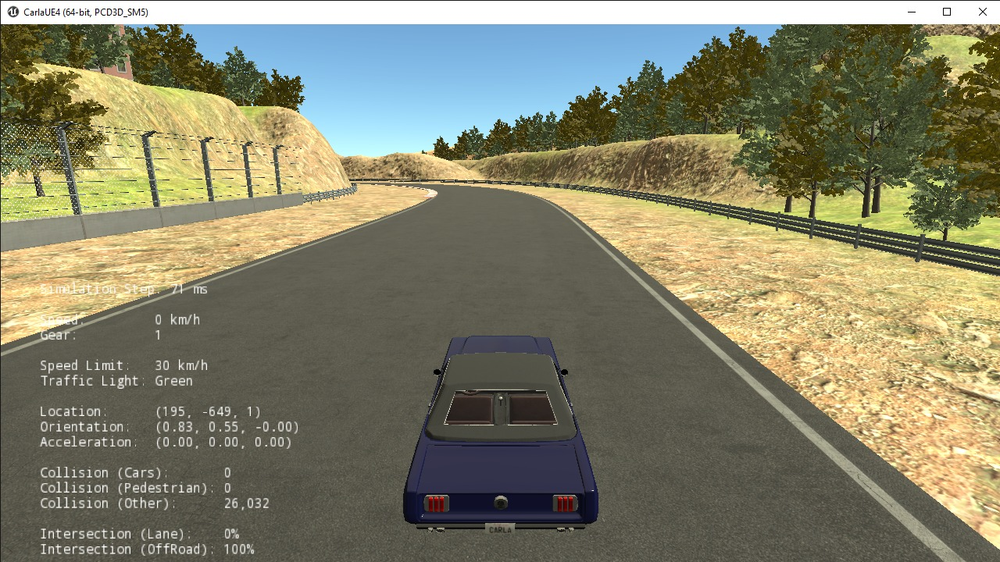 CarlaUE4 (64-bit, PCD3D_SM5)
Simulation Step: 71 ms
Speed: 0 km/h
Gear: 1
Speed Limit: 30 km/h
Traffic Light: Green
Location: (195, -649, 1)
Orientation: (0.83, 0.55, -0.00)
Acceleration: (0.00, 0.00, 0.00)
Collision (Cars): 0
Collision (Pedestrian): 0
Collision (Other): 26,032
Intersection (Lane): 0%
Intersection (OffRoad): 100%
CARLA